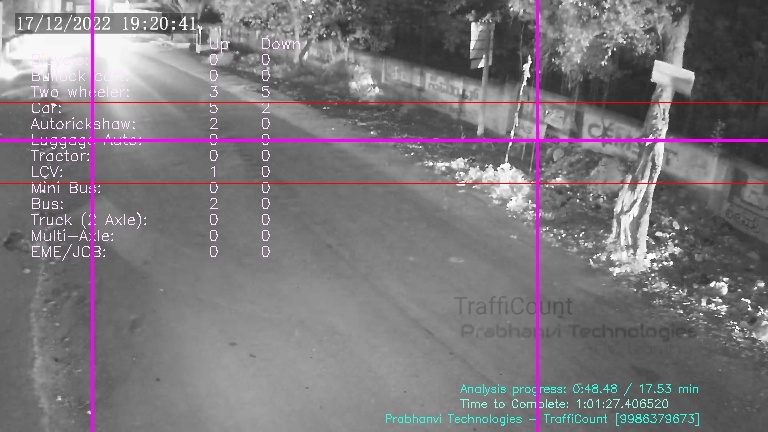 17/12/2022 19:20:41
Up Down
Bicycle: 0 0
Bullock cart: 0 0
Two wheeler: 3 5
Car: 5 2
Autorickshaw: 2 0
Luggage Auto: 0 0
Tractor: 0 0
LCV: 1 0
Mini Bus: 0 0
Bus: 2 0
Truck (2 Axle): 0 0
Multi-Axle: 0 0
EME/JCB: 0 0
TraffiCount
Prabhanvi Technologies
Analysis progress: 0:48.48 / 17.53 min
Time to Complete: 1:01:27.406520
Prabhanvi Technologies - TraffiCount [9986379673]